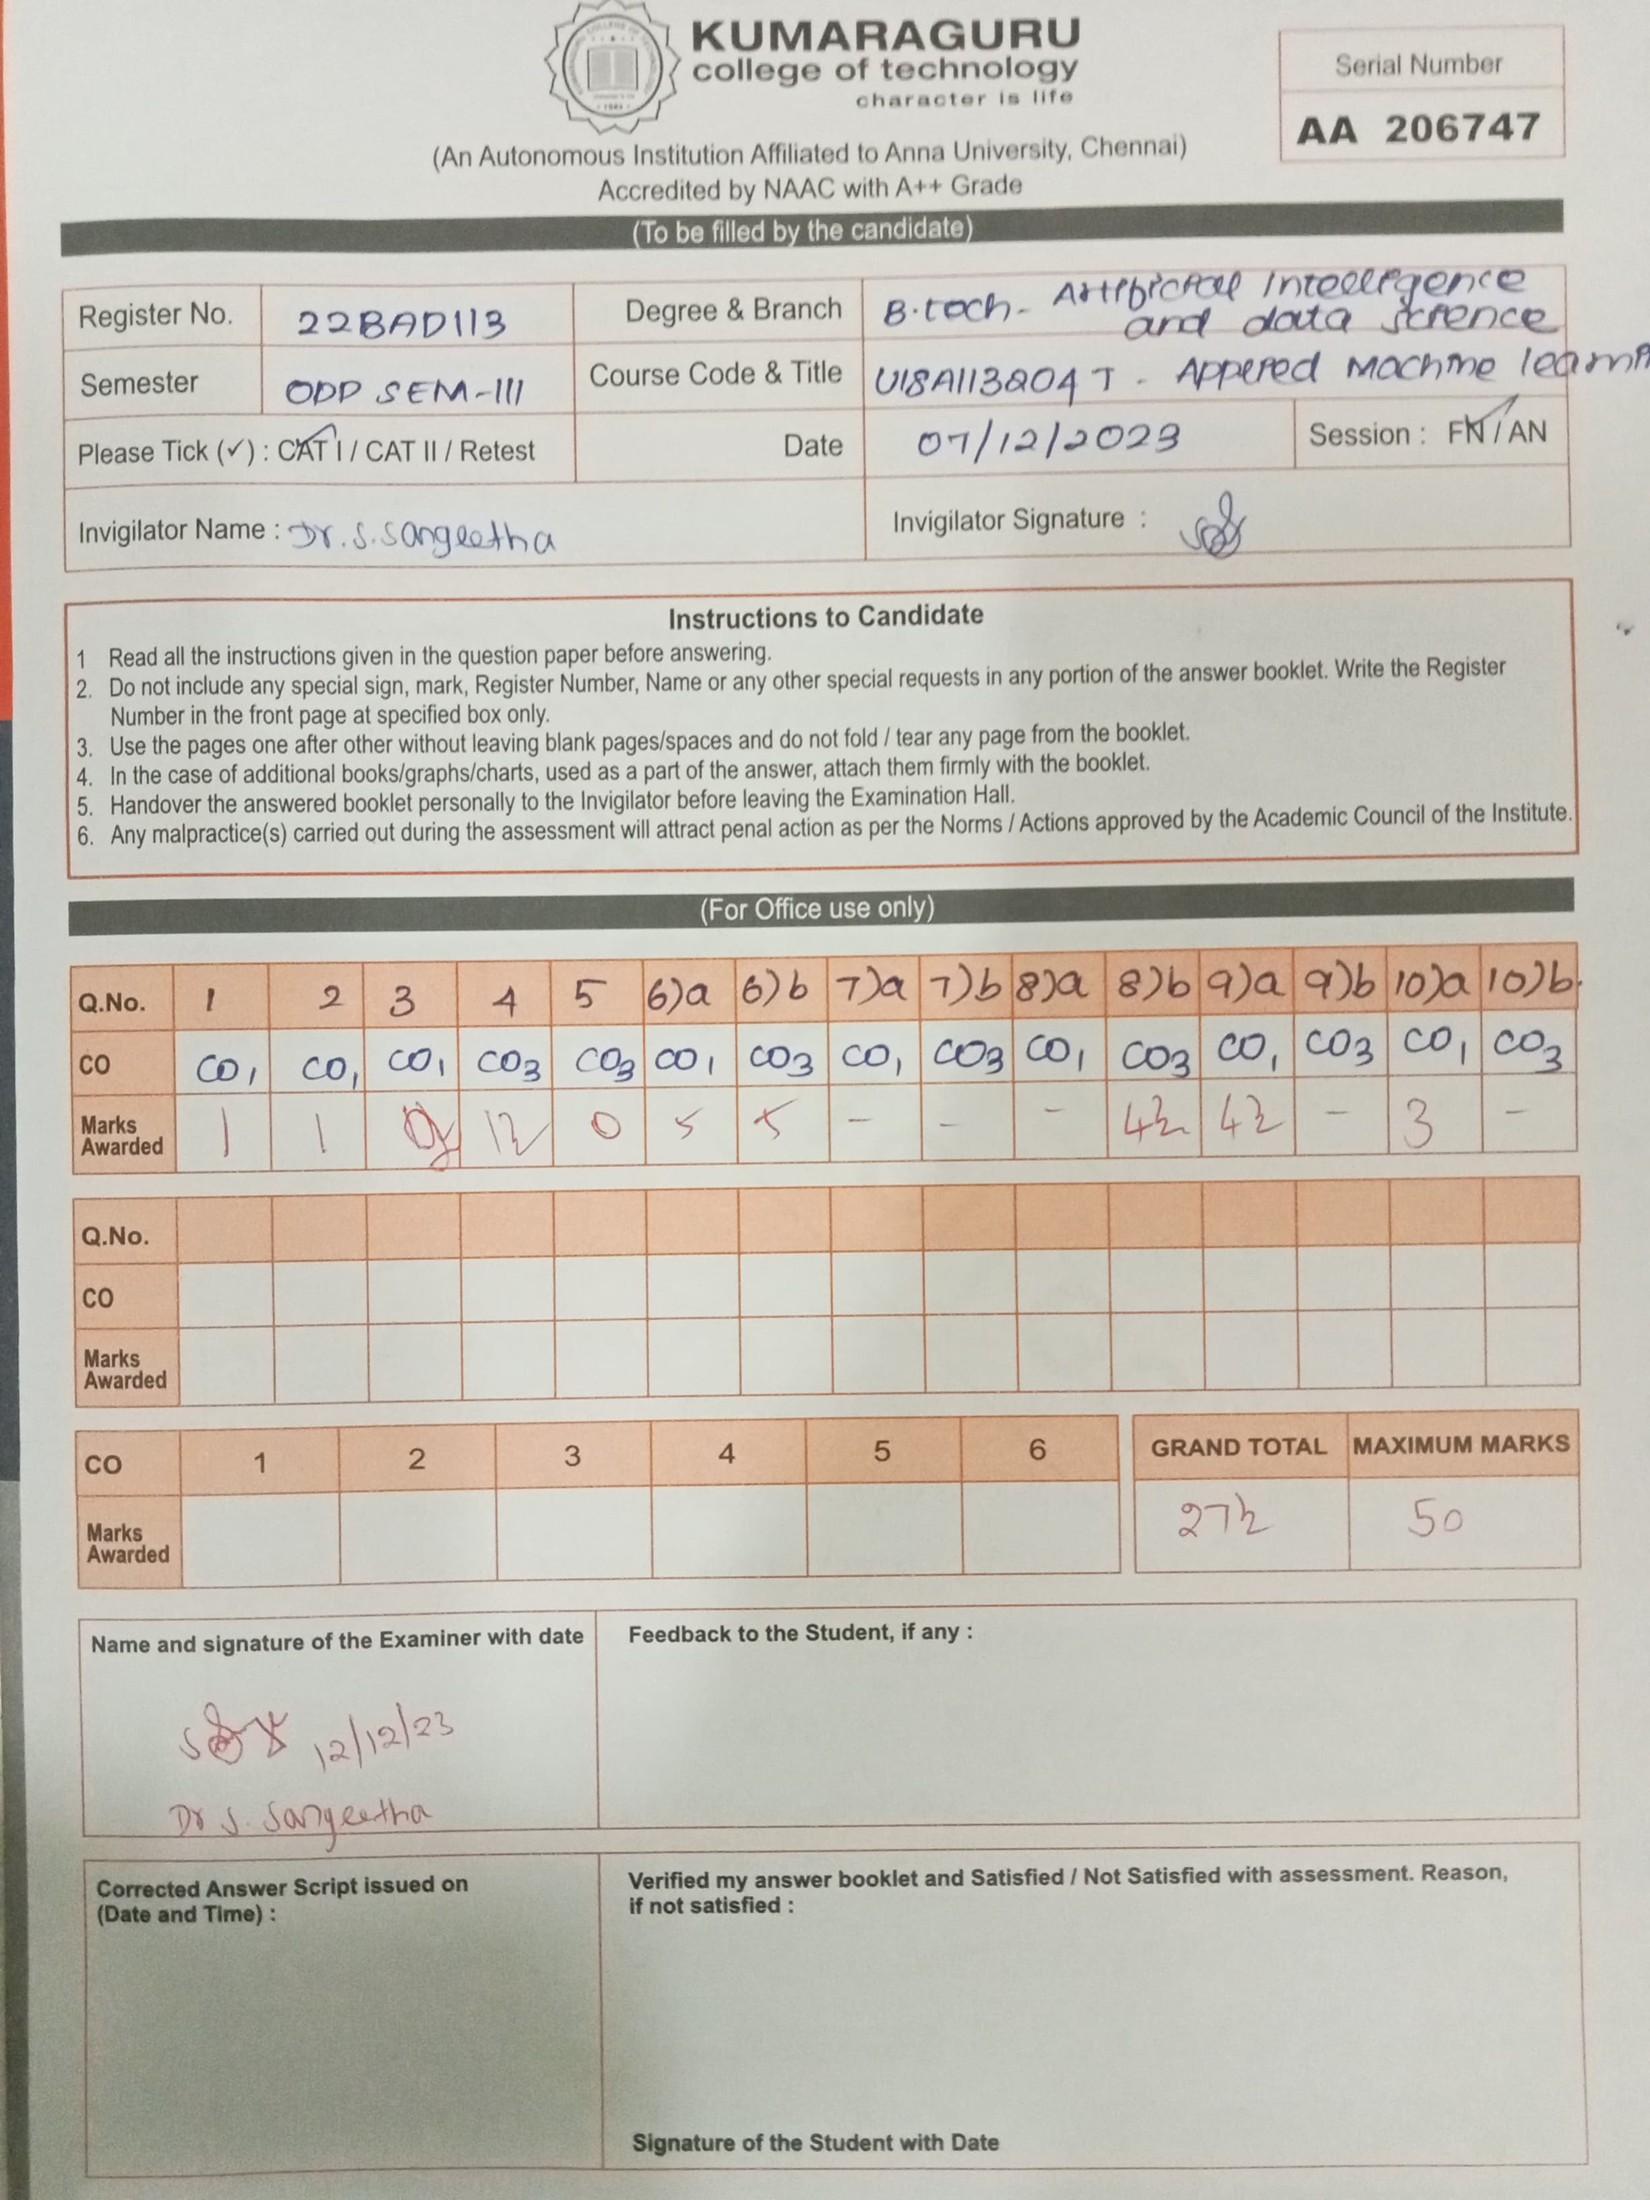 KUMARAGURU
college of technology
character is life
(An Autonomous Institution Affiliated to Anna University, Chennai)
Accredited by NAAC with A++ Grade
Serial Number
AA 206747
(To be filled by the candidate)
Register No. 22BAD113 Degree & Branch B.tech- Artificial Intelligence and data science
Semester ODD SEM-III Course Code & Title U18AII3204T - Applied Machine learni
Please Tick (✓) : CAT I / CAT II / Retest Date 07/12/2023 Session : FN / AN
Invigilator Name : Dr. S. Sangeetha Invigilator Signature :
Instructions to Candidate
1 Read all the instructions given in the question paper before answering.
2. Do not include any special sign, mark, Register Number, Name or any other special requests in any portion of the answer booklet. Write the Register
Number in the front page at specified box only.
3. Use the pages one after other without leaving blank pages/spaces and do not fold / tear any page from the booklet.
4. In the case of additional books/graphs/charts, used as a part of the answer, attach them firmly with the booklet.
5. Handover the answered booklet personally to the Invigilator before leaving the Examination Hall.
6. Any malpractice(s) carried out during the assessment will attract penal action as per the Norms / Actions approved by the Academic Council of the Institute.
(For Office use only)
Q.No. 1 2 3 4 5 6)a 6)b 7)a 7)b 8)a 8)b 9)a 9)b 10)a 10)b.
CO CO1 CO1 CO1 CO3 CO3 CO1 CO3 CO1 CO3 CO1 CO3 CO1 CO3 CO1 CO3
Marks Awarded 1 1 1½ 0 5 5 - - - 4½ 4½ - 3 -
Q.No.
CO
Marks Awarded
CO 1 2 3 4 5 6 GRAND TOTAL MAXIMUM MARKS
Marks Awarded 27½ 50
Name and signature of the Examiner with date
12/12/23
Dr S. Sangeetha
Feedback to the Student, if any :
Corrected Answer Script issued on
(Date and Time) :
Verified my answer booklet and Satisfied / Not Satisfied with assessment. Reason,
if not satisfied :
Signature of the Student with Date